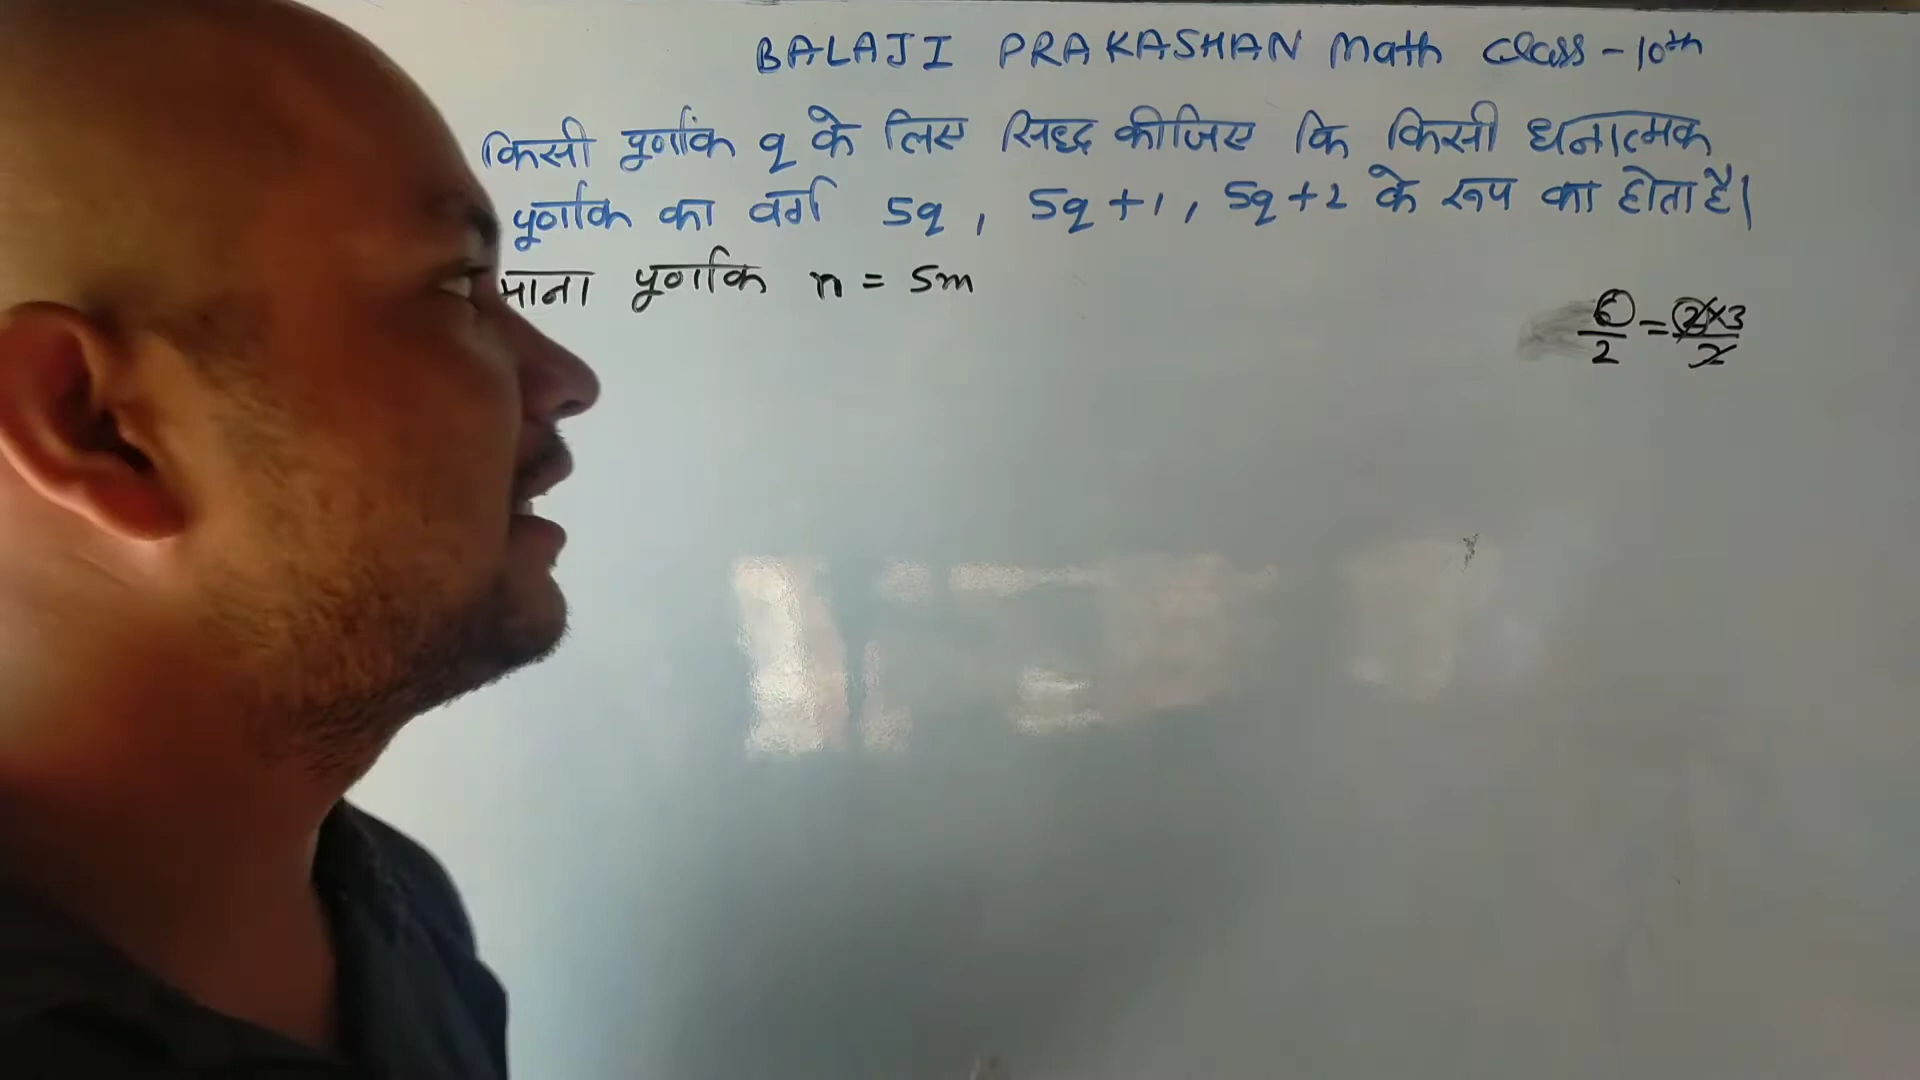 BALAJI PRAKASHAN Math Class - 10th
किसी पूर्णांक q के लिए सिद्ध कीजिए कि किसी धनात्मक
पूर्णांक का वर्ग 5q, 5q+1, 5q+2 के रूप का होता है।
माना पूर्णांक n = 5m
6/2 = 2×3/2